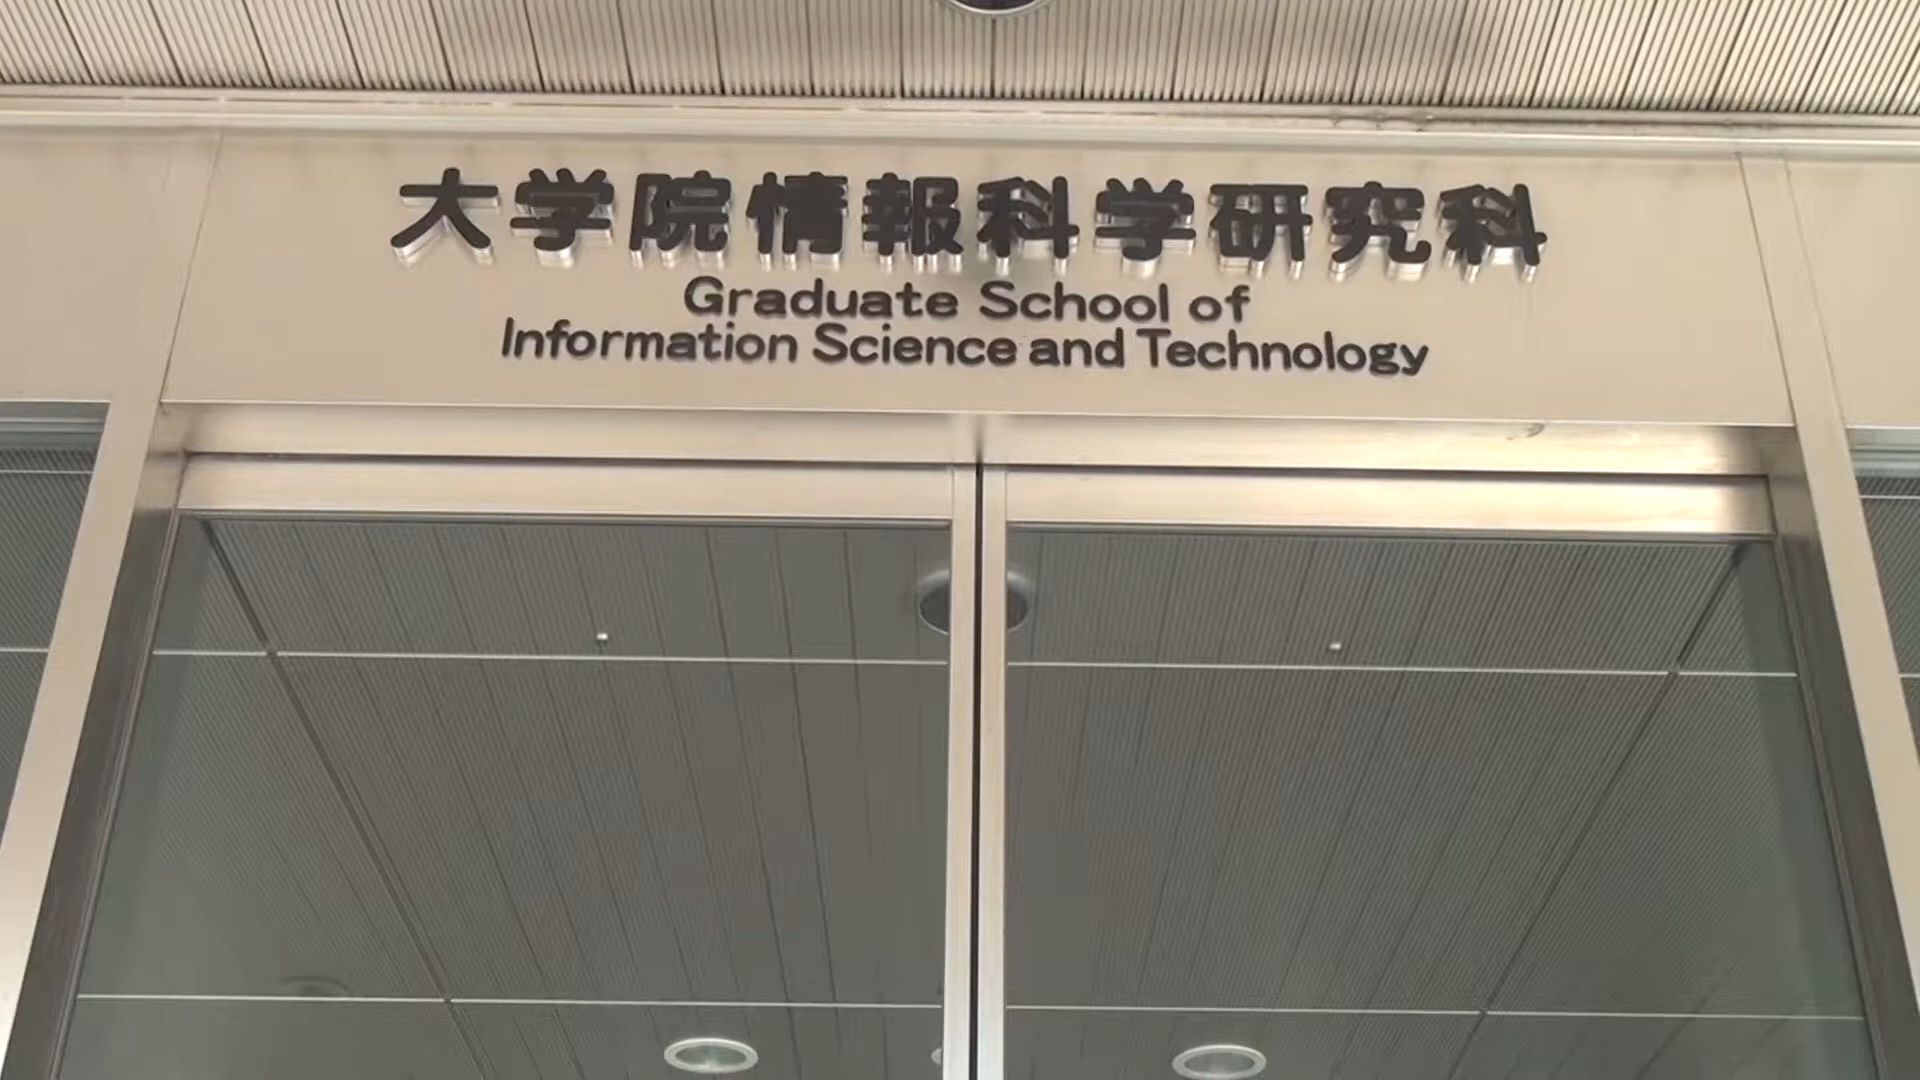 大学院情報科学研究科
Graduate School of
Information Science and Technology